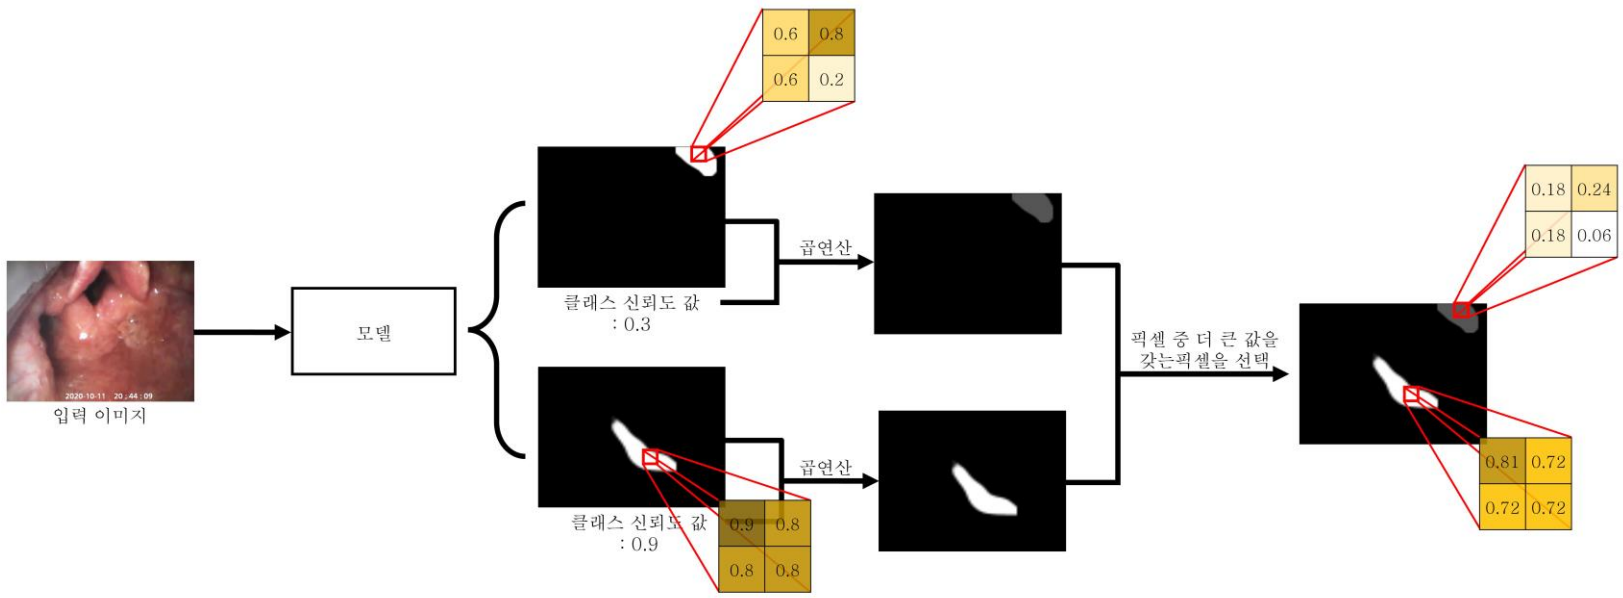 0.6 0.8
0.6 0.2
0.18 0.24
0.18 0.06
곱연산
클래스 신뢰도 값
: 0.3
모델
픽셀 중 더 큰 값을
갖는픽셀을 선택
2020-10-11 20 ; 44 : 09
입력 이미지
곱연산
0.81 0.72
0.72 0.72
클래스 신뢰도 값
: 0.9
0.9 0.8
0.8 0.8